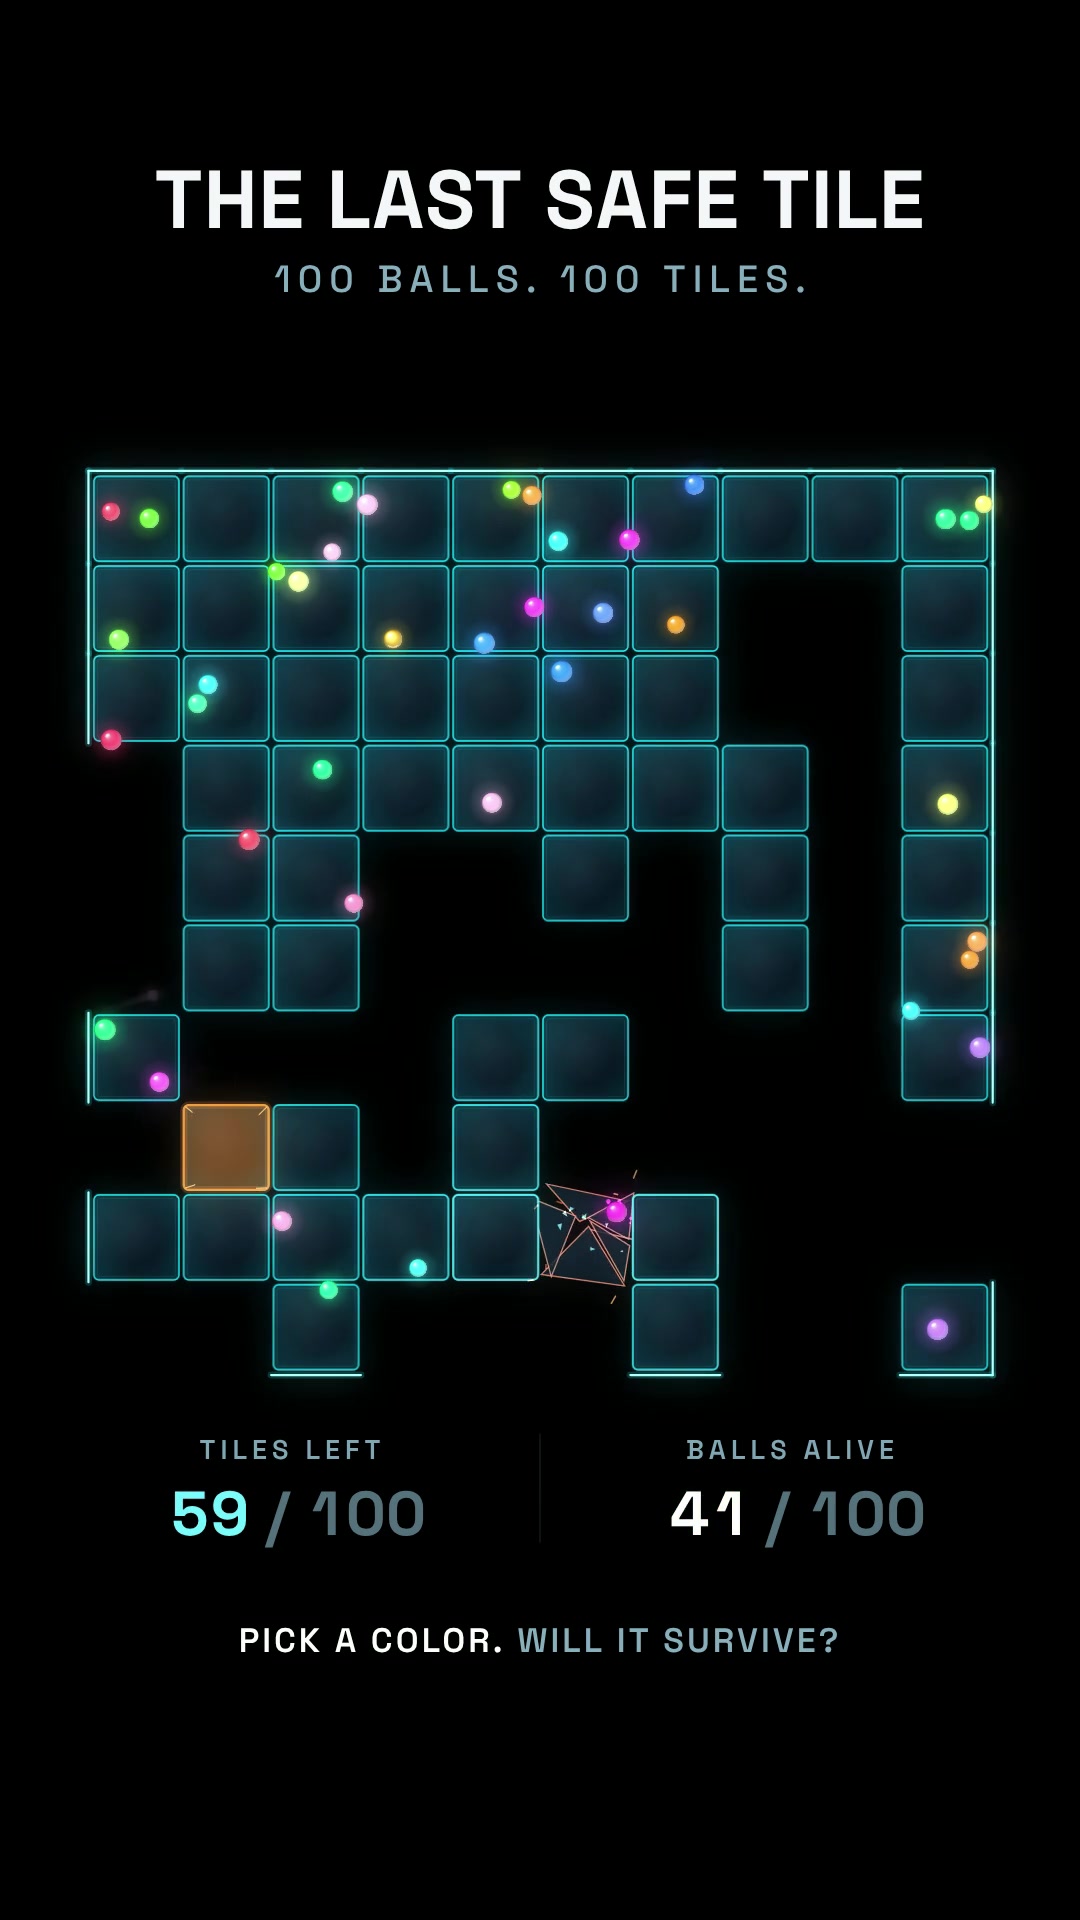 THE LAST SAFE TILE
100 BALLS. 100 TILES.
TILES LEFT
59 / 100
BALLS ALIVE
41 / 100
PICK A COLOR. WILL IT SURVIVE?